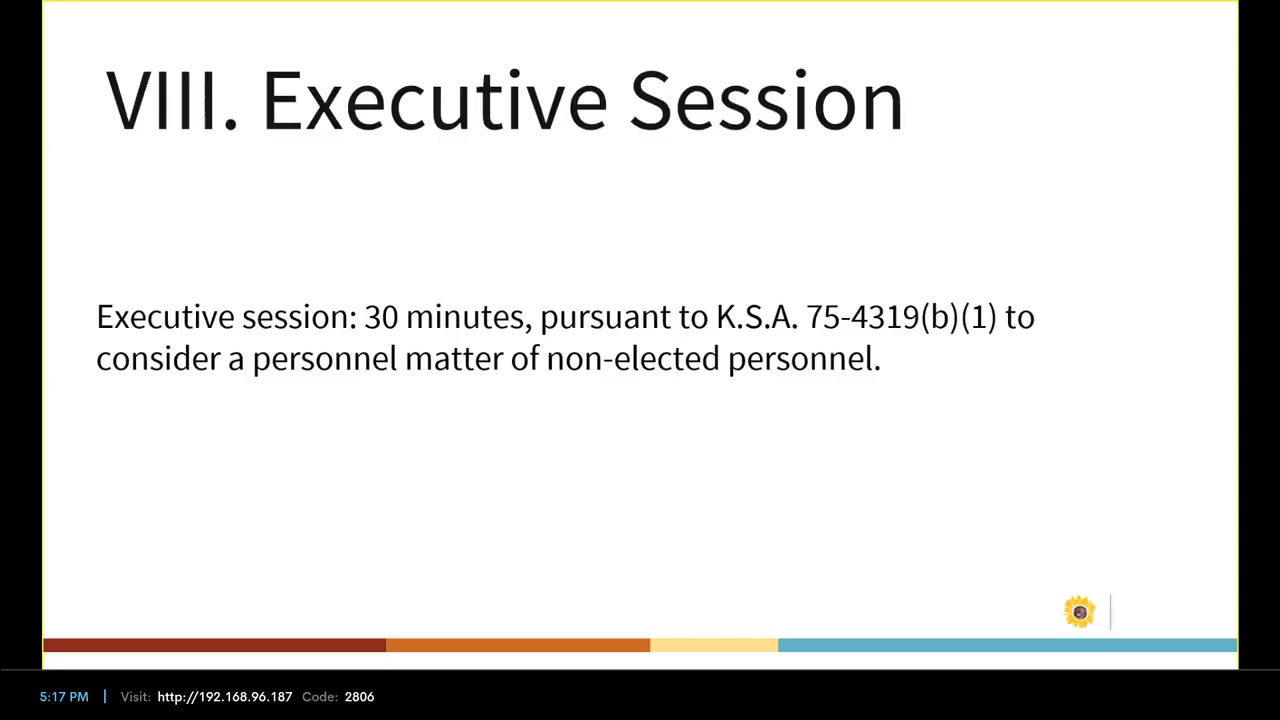 VIII. Executive Session
Executive session: 30 minutes, pursuant to K.S.A. 75-4319(b)(1) to
consider a personnel matter of non-elected personnel.
5:17 PM | Visit: http://192.168.96.187 Code: 2806